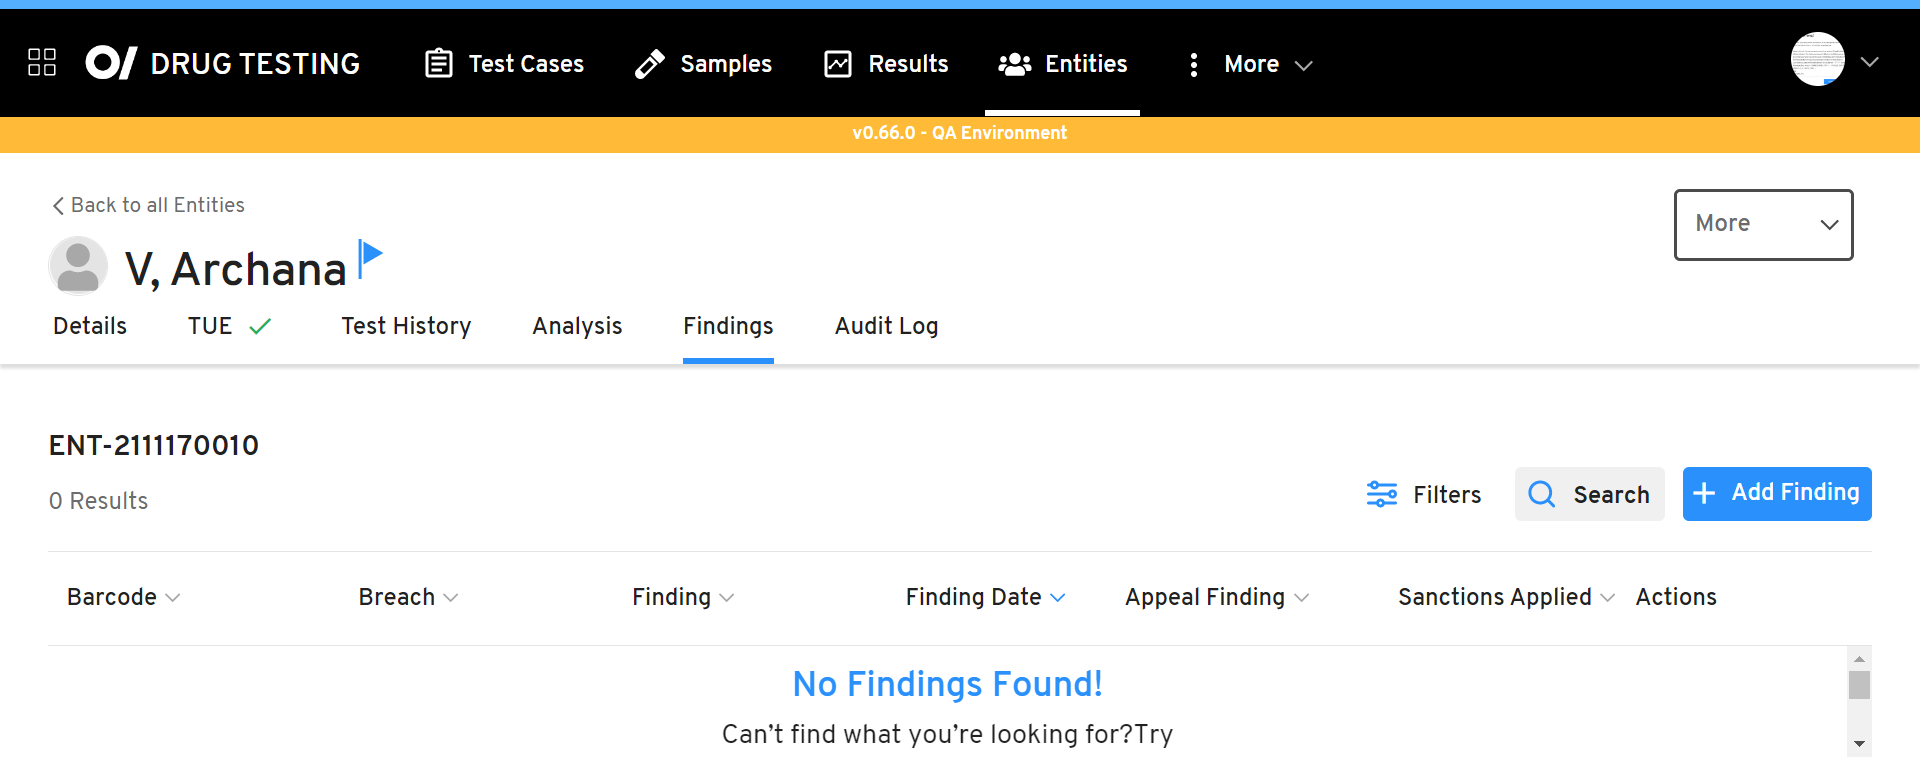 DRUG TESTING Test Cases Samples Results Entities More
v0.66.0 - QA Environment
Back to all Entities
More
V, Archana
Details TUE Test History Analysis Findings Audit Log
ENT-2111170010
0 Results
Filters Search Add Finding
Barcode Breach Finding Finding Date Appeal Finding Sanctions Applied Actions
No Findings Found!
Can’t find what you’re looking for?Try